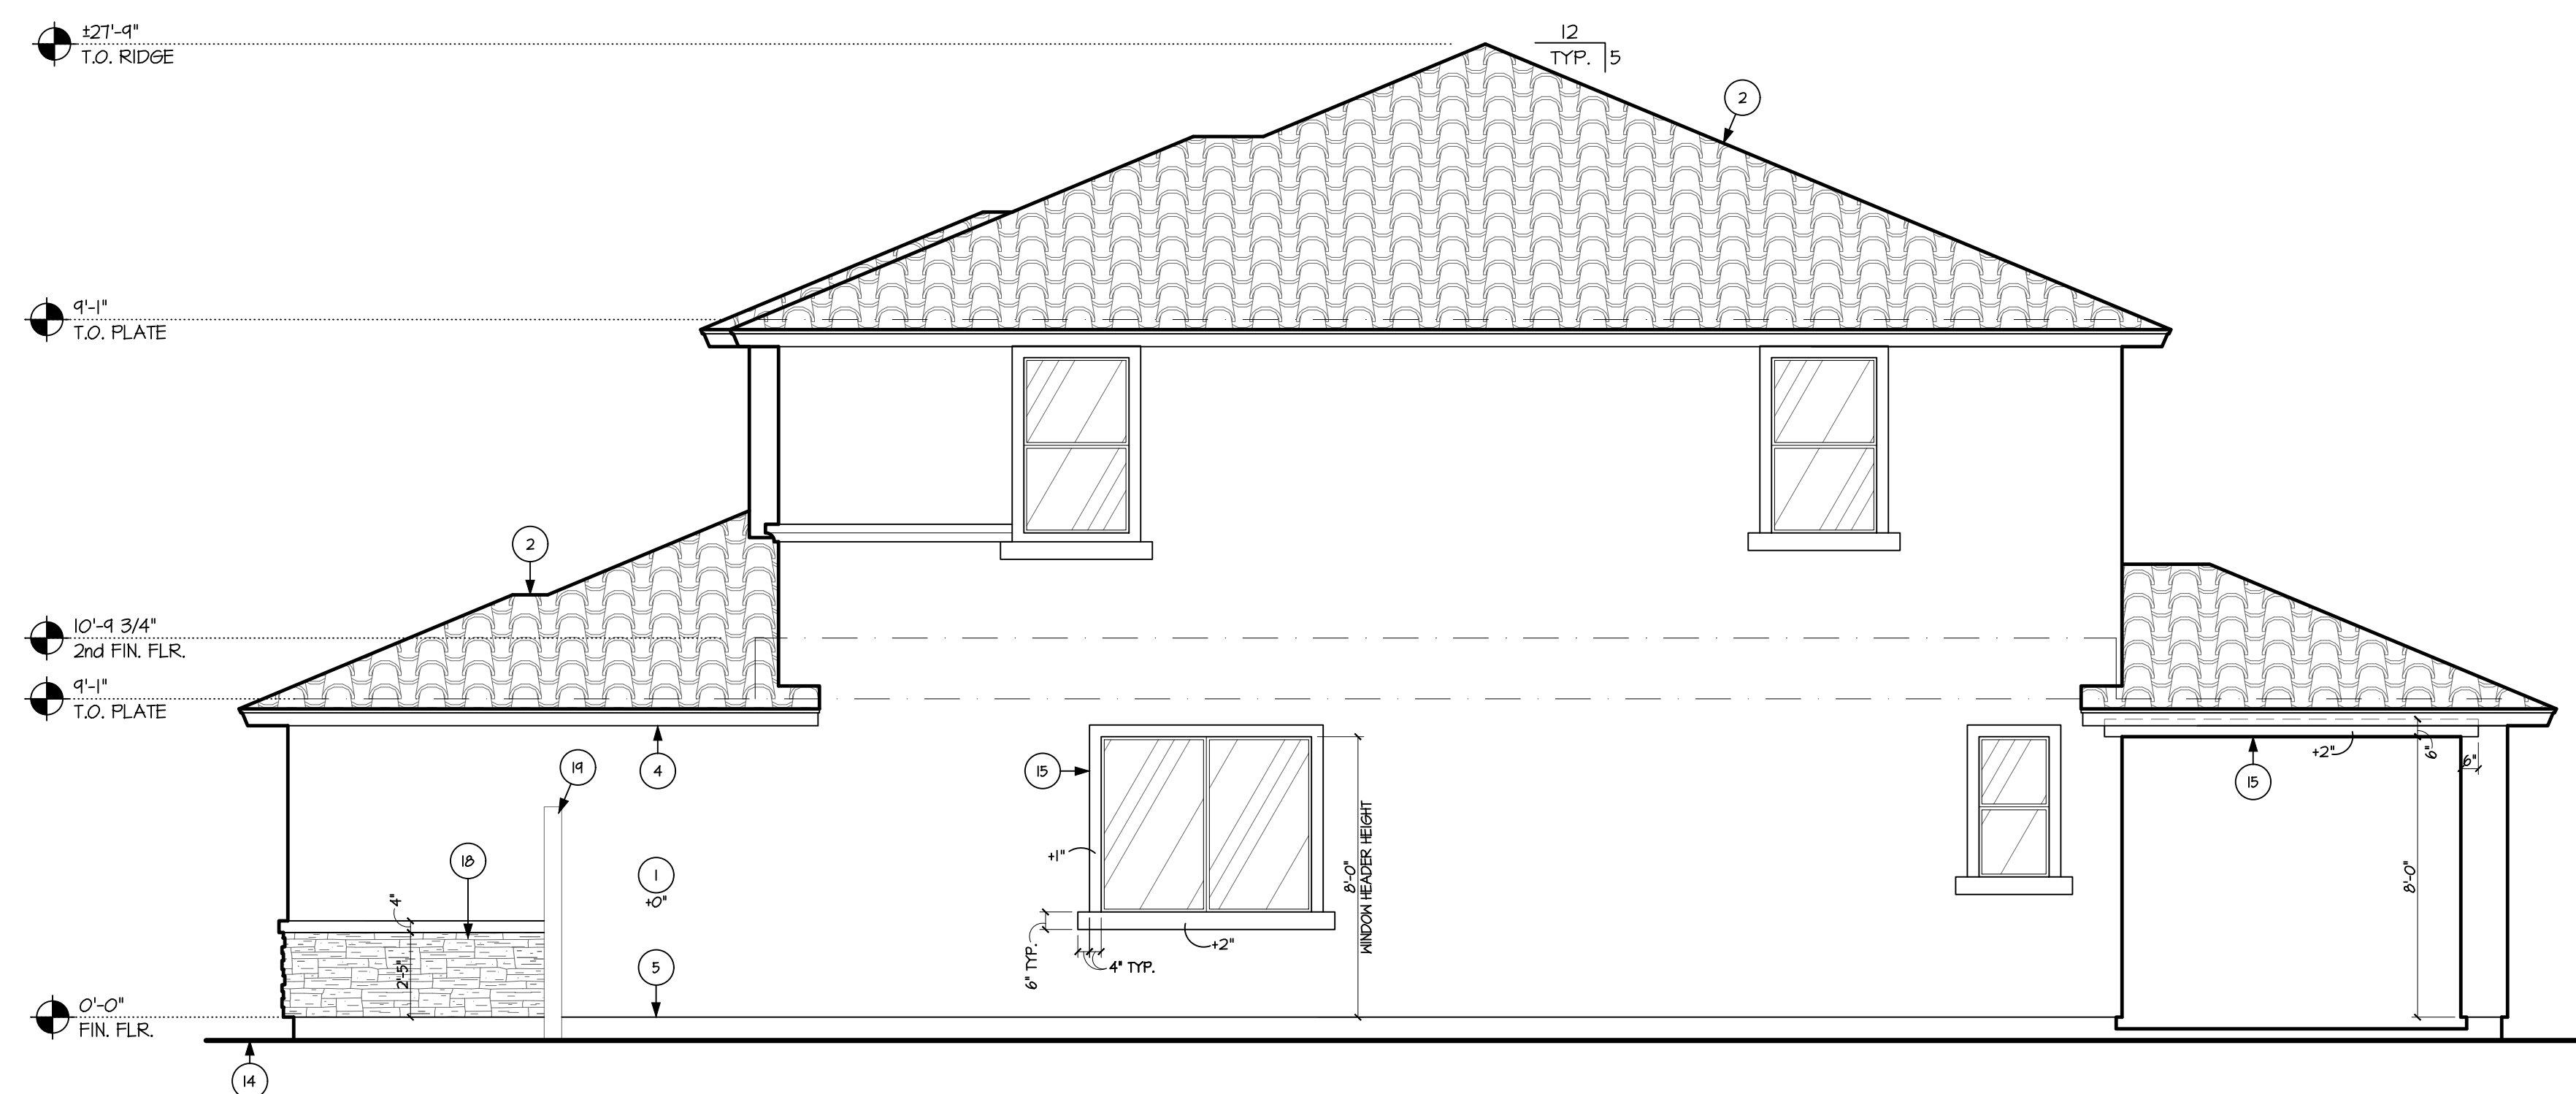 ±27'-9"
T.O. RIDGE
12
TYP. 5
2
9'-1"
T.O. PLATE
2
10'-9 3/4"
2nd FIN. FLR.
9'-1"
T.O. PLATE
4
19
15
+2"
6"
6"
15
18
1
+0"
+1"
8'-0"
WINDOW HEADER HEIGHT
8'-0"
4"
2'-5"
5
6" TYP.
4" TYP.
+2"
0'-0"
FIN. FLR.
14